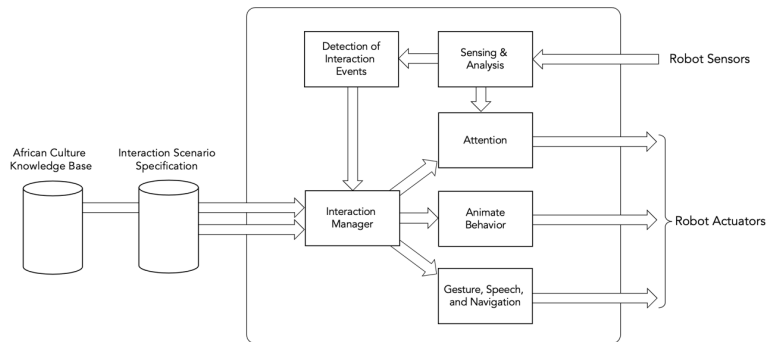 Detection of
Interaction
Events
Sensing &
Analysis
Robot Sensors
African Culture
Knowledge Base
Interaction Scenario
Specification
Attention
Interaction
Manager
Animate
Behavior
Robot Actuators
Gesture, Speech,
and Navigation